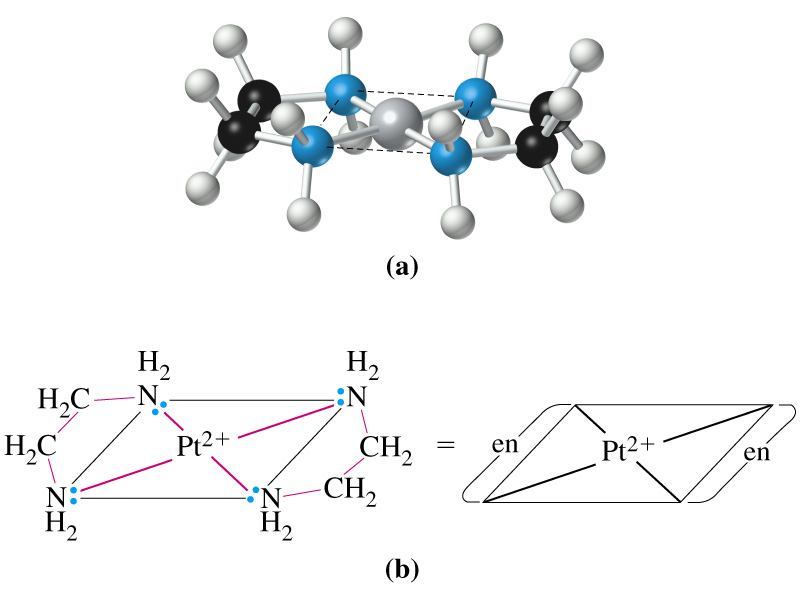 (a)
H₂ H₂
H₂C N N
H₂C Pt²⁺ CH₂ = en Pt²⁺ en
N N CH₂
H₂ H₂
(b)